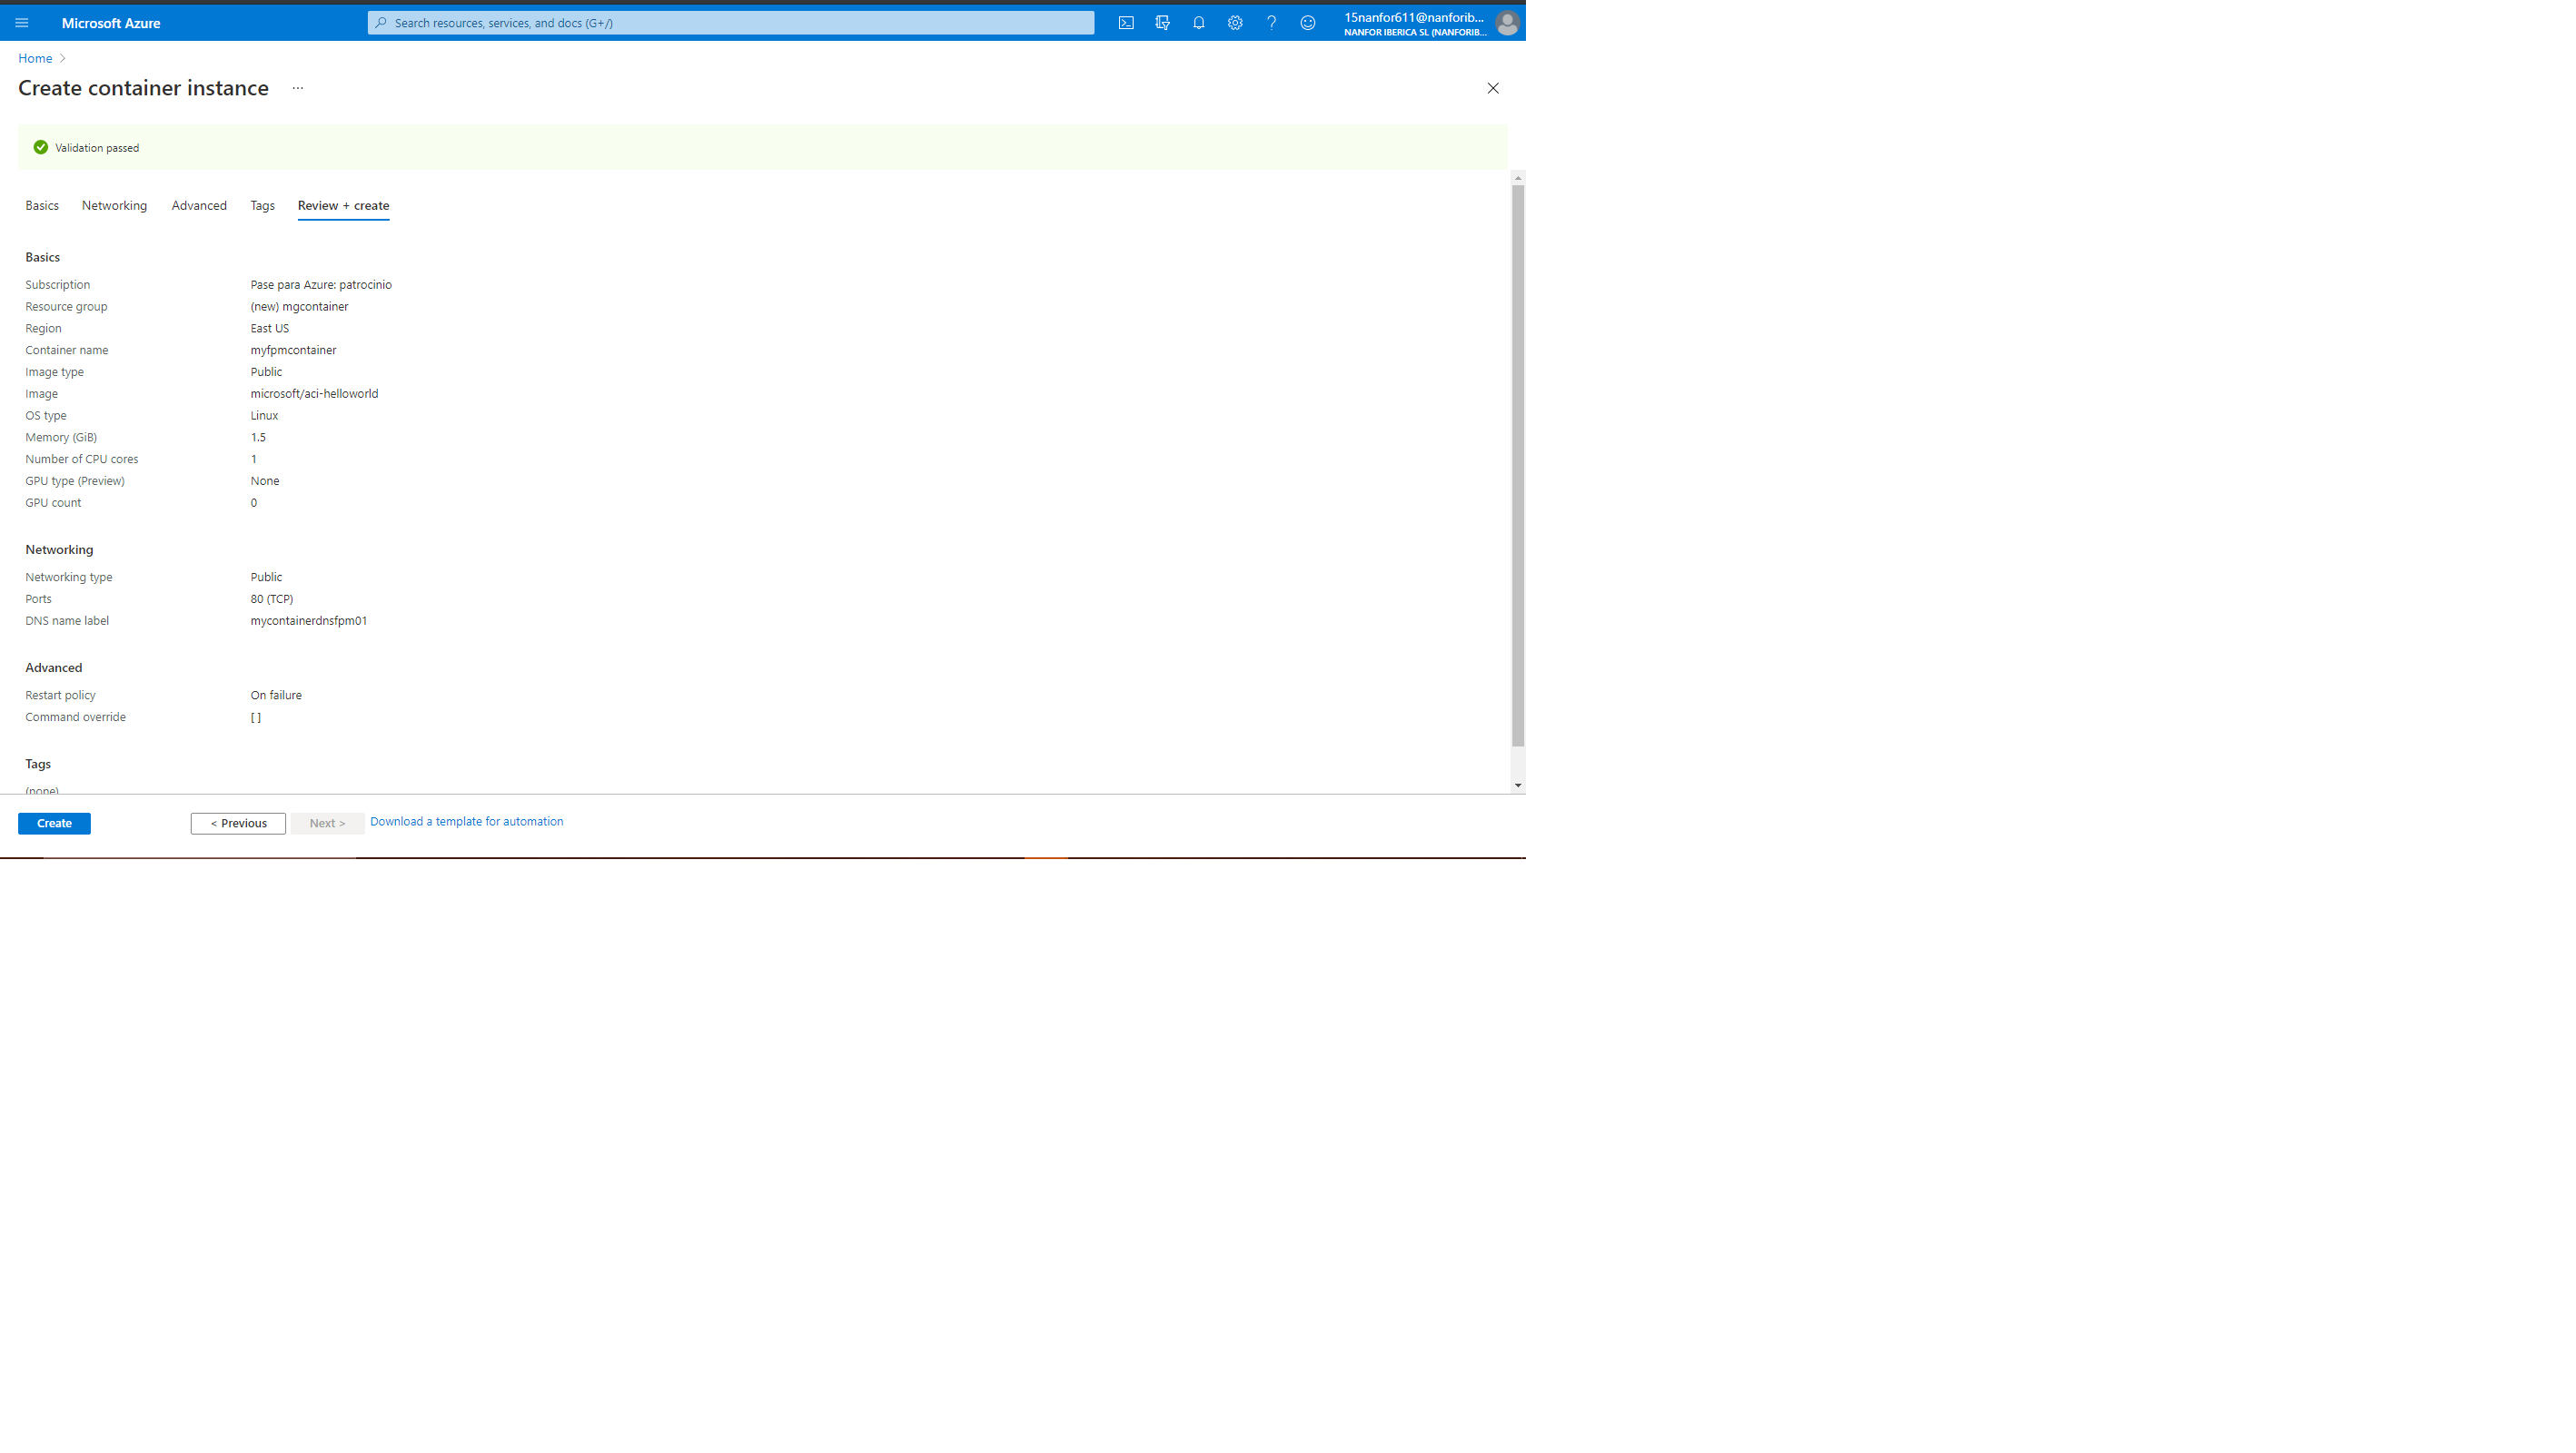 Microsoft Azure
Search resources, services, and docs (G+/)
15nanfor611@nanforib...
NANFOR IBERICA SL (NANFORIB...
Home
Create container instance ...
Validation passed
Basics Networking Advanced Tags Review + create
Basics
Subscription Pase para Azure: patrocinio
Resource group (new) mgcontainer
Region East US
Container name myfpmcontainer
Image type Public
Image microsoft/aci-helloworld
OS type Linux
Memory (GiB) 1.5
Number of CPU cores 1
GPU type (Preview) None
GPU count 0
Networking
Networking type Public
Ports 80 (TCP)
DNS name label mycontainerdnsfpm01
Advanced
Restart policy On failure
Command override [ ]
Tags
(none)
Create < Previous Next > Download a template for automation